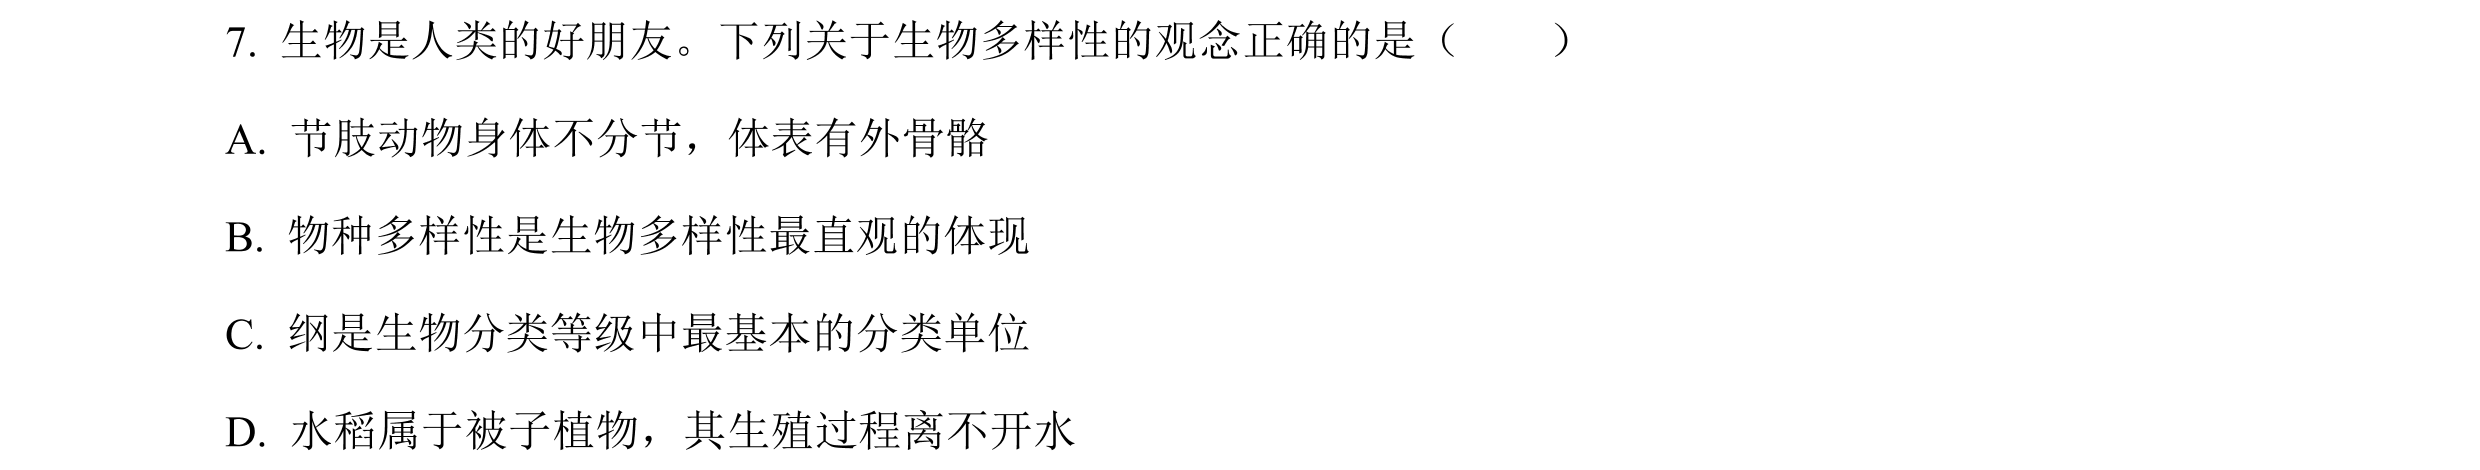 7. 生物是人类的好朋友。下列关于生物多样性的观念正确的是（　　）
A. 节肢动物身体不分节，体表有外骨骼
B. 物种多样性是生物多样性最直观的体现
C. 纲是生物分类等级中最基本的分类单位
D. 水稻属于被子植物，其生殖过程离不开水